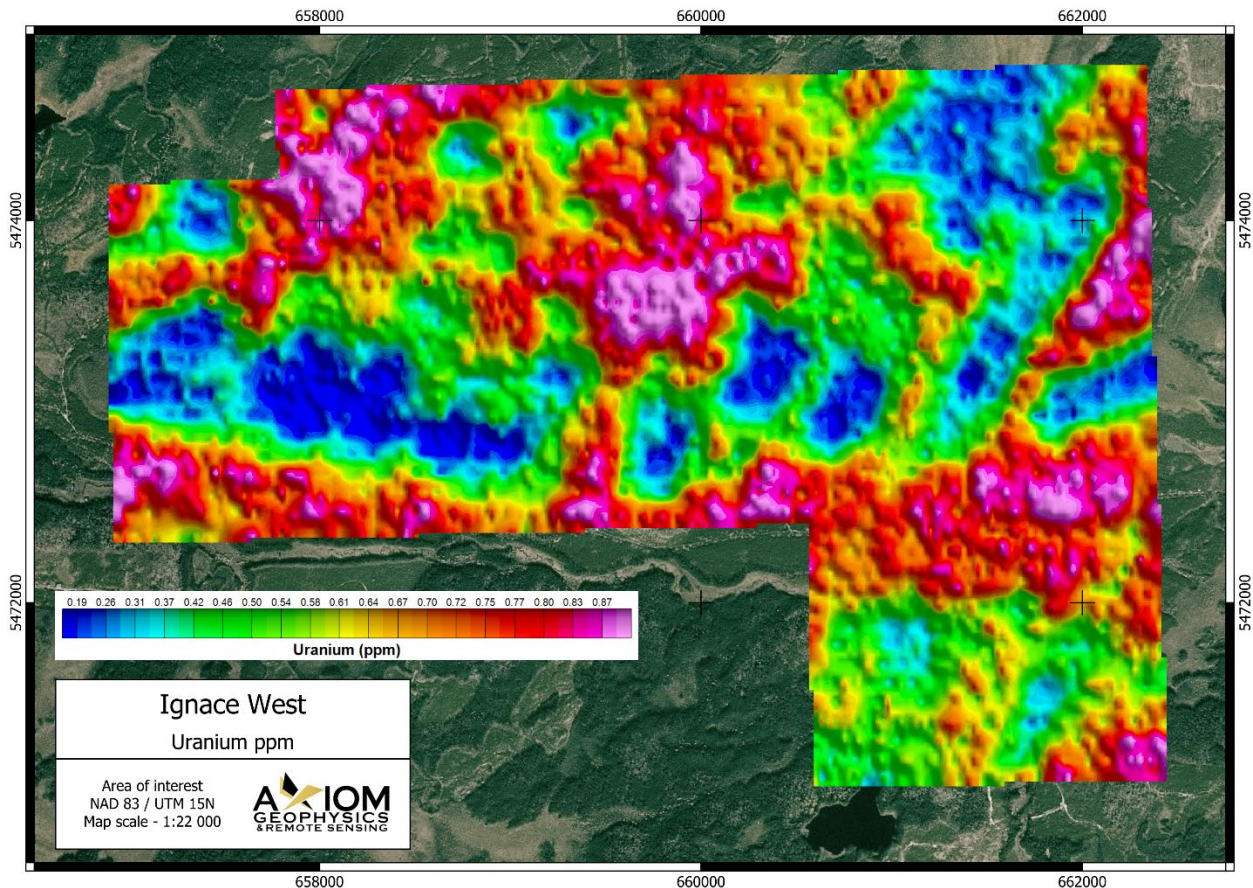 658000
660000
662000
5474000
5474000
5472000
5472000
0.19 0.26 0.31 0.37 0.42 0.46 0.50 0.54 0.58 0.61 0.64 0.67 0.70 0.72 0.75 0.77 0.80 0.83 0.87
Uranium (ppm)
Ignace West
Uranium ppm
Area of interest
NAD 83 / UTM 15N
Map scale - 1:22 000
AXIOM
GEOPHYSICS
& REMOTE SENSING
658000
660000
662000